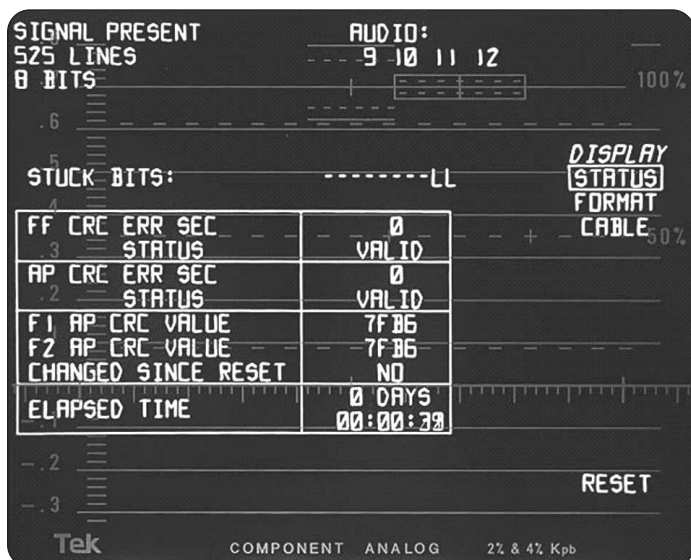 SIGNAL PRESENT
525 LINES
8 BITS
AUDIO:
9 10 11 12
100%
.6
.5
STUCK BITS: --------LL
DISPLAY
STATUS
FORMAT
CABLE
50%
.4
FF CRC ERR SEC 0
.3
STATUS VALID
AP CRC ERR SEC 0
.2
STATUS VALID
F1 AP CRC VALUE 7FB6
F2 AP CRC VALUE 7FB6
CHANGED SINCE RESET NO
ELAPSED TIME 0 DAYS
00:00:
-.2
RESET
-.3
Tek
COMPONENT ANALOG 2% & 4% Kpb